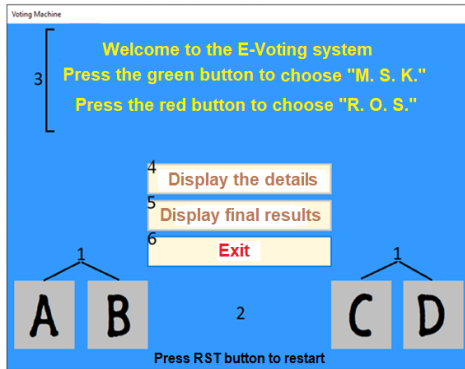 Voting Machine
Welcome to the E-Voting system
3
Press the green button to choose "M. S. K."
Press the red button to choose "R. O. S."
4
Display the details
5
Display final results
6
Exit
1 1
A B 2 C D
Press RST button to restart